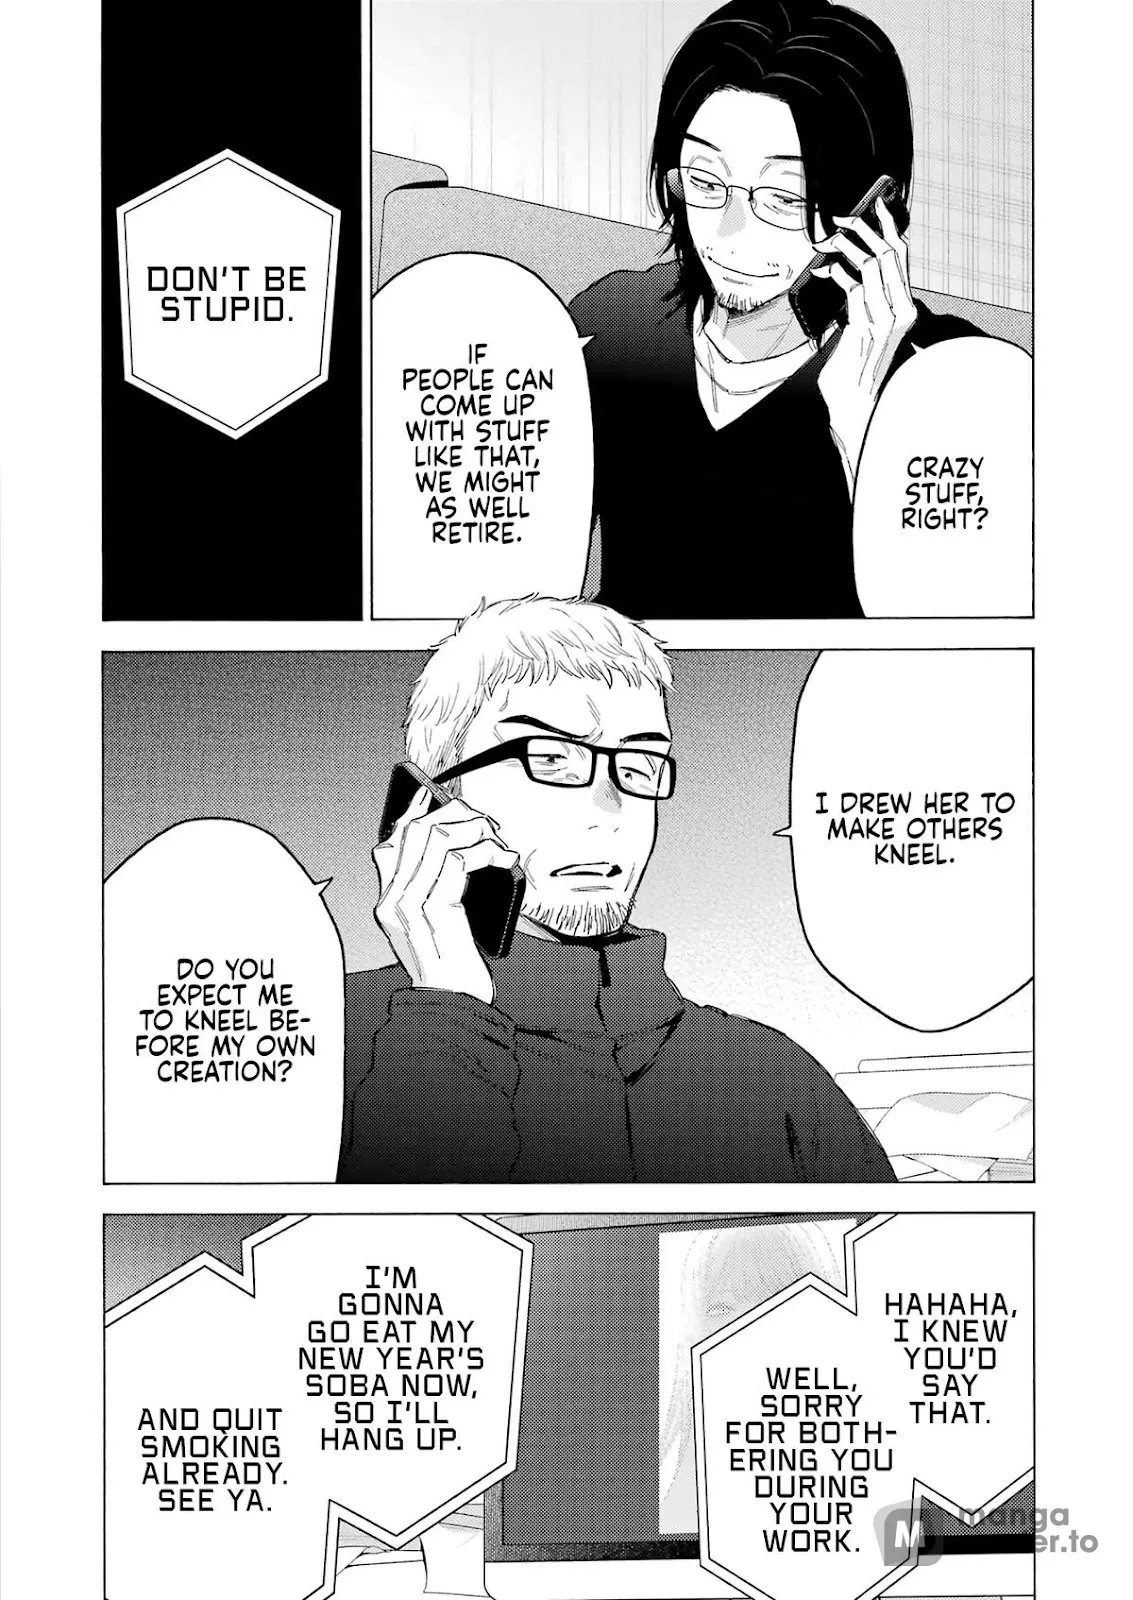 CRAZY
STUFF,
RIGHT?
IF
PEOPLE CAN
COME UP
WITH STUFF
LIKE THAT,
WE MIGHT
AS WELL
RETIRE.
DON'T BE
STUPID.
I DREW HER TO
MAKE OTHERS
KNEEL.
DO YOU
EXPECT ME
TO KNEEL BE-
FORE MY OWN
CREATION?
HAHAHA,
I KNEW
YOU'D
SAY
THAT.
WELL,
SORRY
FOR BOTH-
ERING YOU
DURING
YOUR
WORK.
I'M
GONNA
GO EAT MY
NEW YEAR'S
SOBA NOW,
SO I'LL
HANG UP.
AND QUIT
SMOKING
ALREADY.
SEE YA.
M
manga
er.to